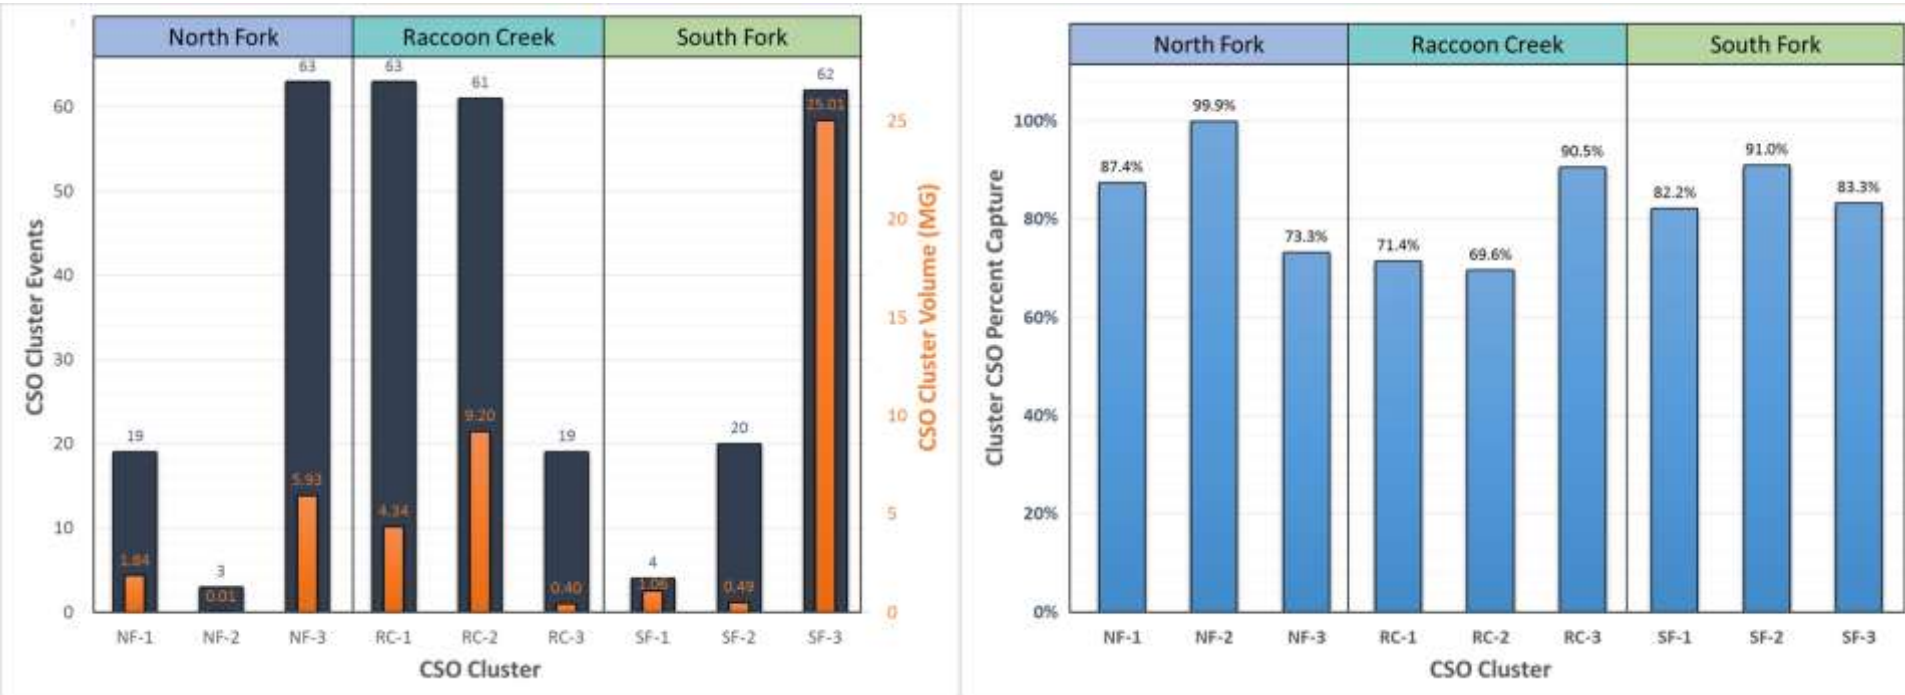 North Fork Raccoon Creek South Fork
63 63 61 62
25.01
60
50
40
30
20
10
0
25
20
15
10
5
0
19 3 19 4 20
1.84 0.01 5.93 4.34 9.20 0.40 1.06 0.49
NF-1 NF-2 NF-3 RC-1 RC-2 RC-3 SF-1 SF-2 SF-3
CSO Cluster
CSO Cluster Events
CSO Cluster Volume (MG)
North Fork Raccoon Creek South Fork
100%
80%
60%
40%
20%
0%
87.4% 99.9% 73.3% 71.4% 69.6% 90.5% 82.2% 91.0% 83.3%
NF-1 NF-2 NF-3 RC-1 RC-2 RC-3 SF-1 SF-2 SF-3
CSO Cluster
Cluster CSO Percent Capture